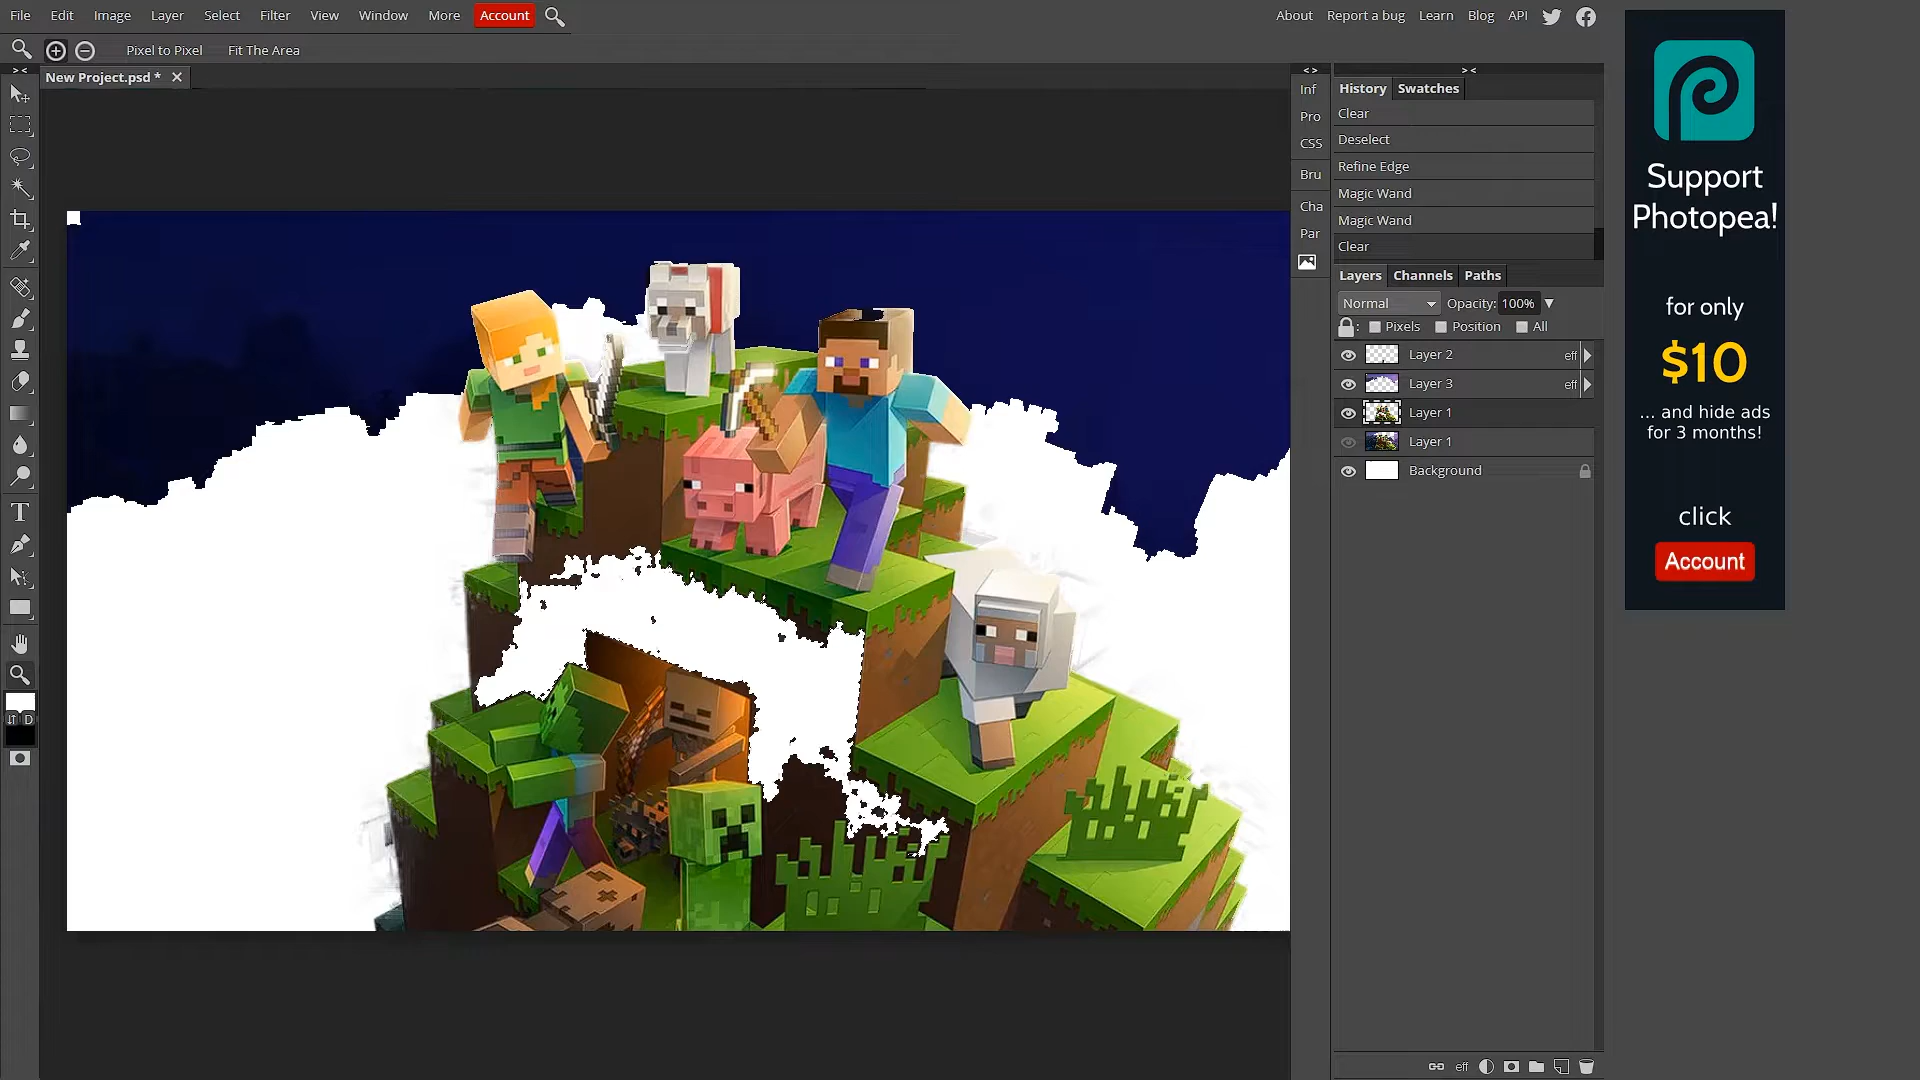 File Edit Image Layer Select Filter View Window More Account
About Report a bug Learn Blog API
Pixel to Pixel Fit The Area
> < New Project.psd * ✕
< >
> <
Inf
Pro
CSS
Bru
Cha
Par
History Swatches
Clear
Deselect
Refine Edge
Magic Wand
Magic Wand
Clear
Layers Channels Paths
Normal Opacity: 100%
: Pixels Position All
Layer 2 eff
Layer 3 eff
Layer 1
Layer 1
Background
eff
T
D
Support
Photopea!
for only
$10
... and hide ads
for 3 months!
click
Account